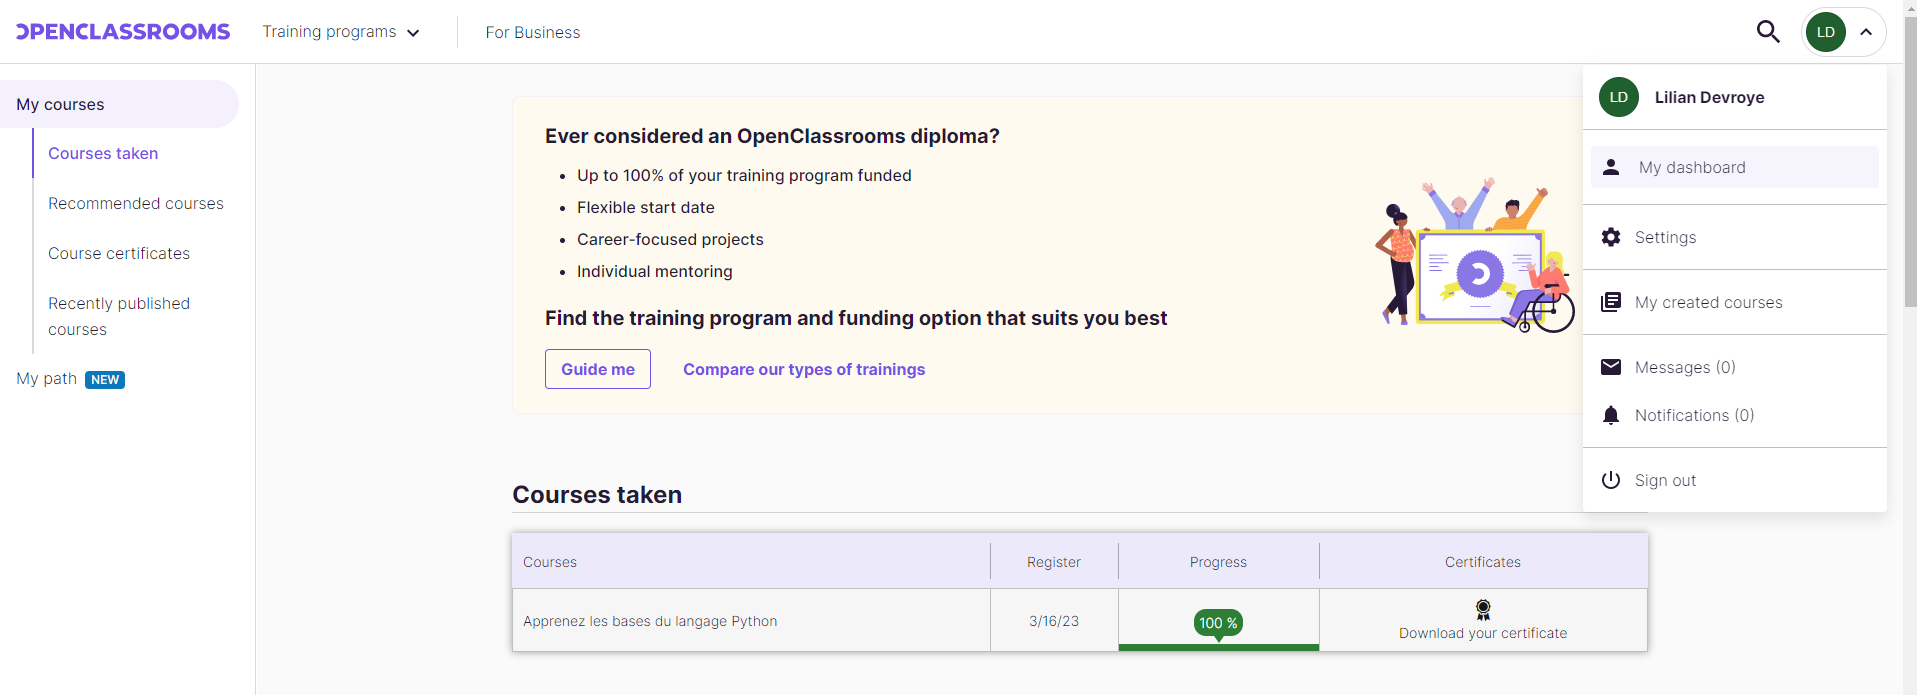 OPENCLASSROOMS
Training programs
For Business
LD
My courses
Courses taken
Recommended courses
Course certificates
Recently published
courses
My path NEW
Ever considered an OpenClassrooms diploma?
Up to 100% of your training program funded
Flexible start date
Career-focused projects
Individual mentoring
Find the training program and funding option that suits you best
Guide me
Compare our types of trainings
LD
Lilian Devroye
My dashboard
Settings
My created courses
Messages (0)
Notifications (0)
Sign out
Courses taken
Courses
Register
Progress
Certificates
Apprenez les bases du langage Python
3/16/23
100 %
Download your certificate